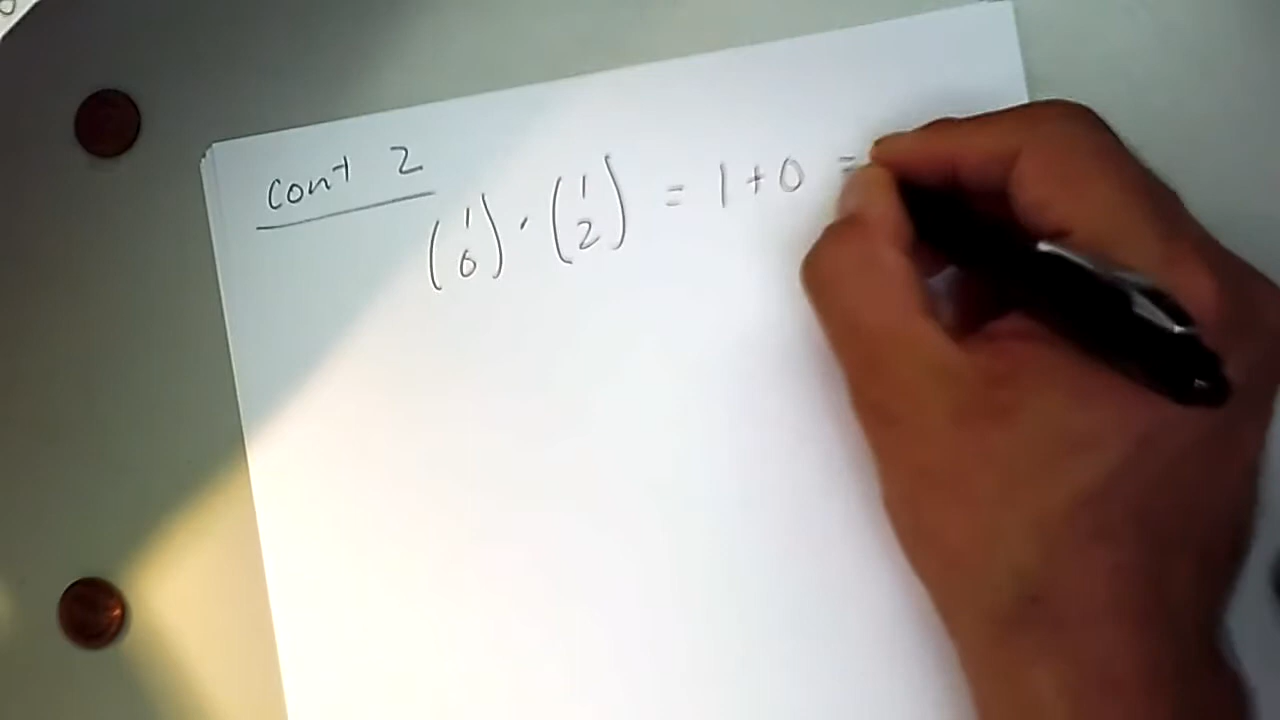 cont 2
(1 0) · (1 2) = 1 + 0 =